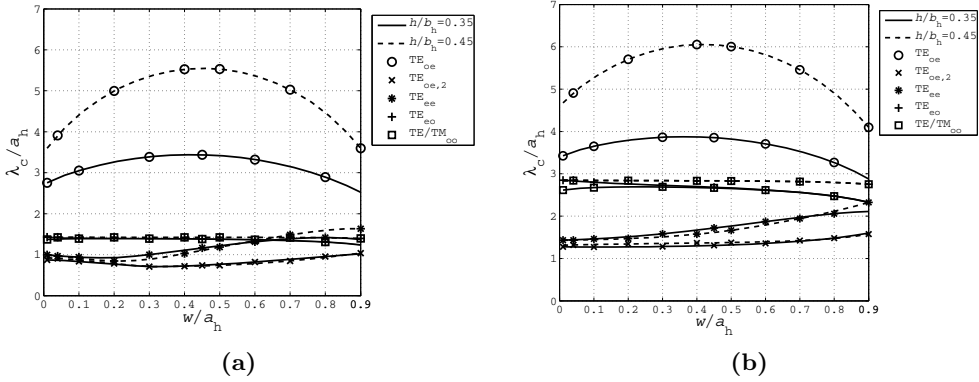 7
6
5
4
3
2
1
0
λc/ah
0 0.1 0.2 0.3 0.4 0.5 0.6 0.7 0.8 0.9
w/ah
h/bh=0.35
h/bh=0.45
TEoe
TEoe,2
TEee
TEeo
TE/TMoo
(a)
7
6
5
4
3
2
1
0
λc/ah
0 0.1 0.2 0.3 0.4 0.5 0.6 0.7 0.8 0.9
w/ah
h/bh=0.35
h/bh=0.45
TEoe
TEoe,2
TEee
TEeo
TE/TMoo
(b)